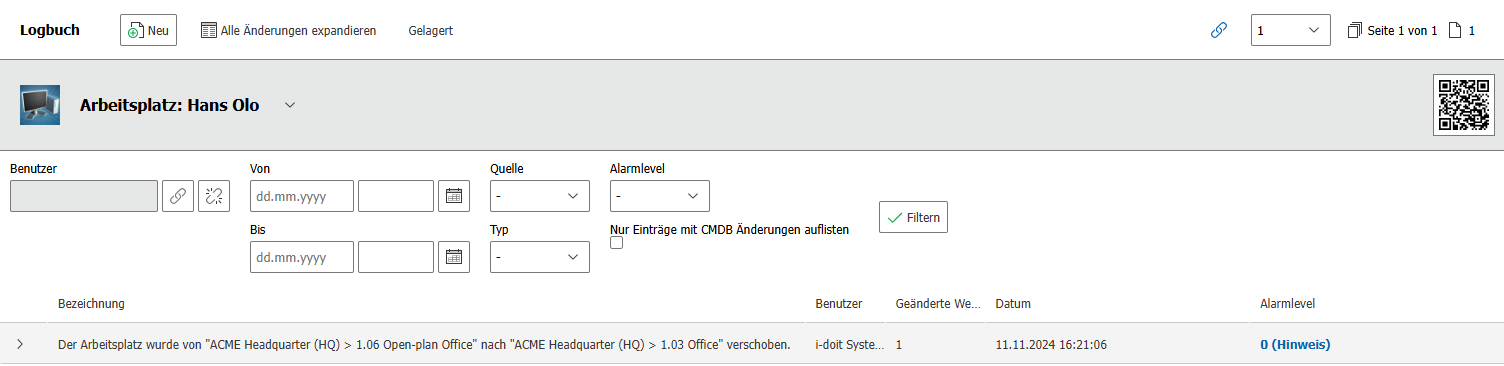 Logbuch Neu Alle Änderungen expandieren Gelagert 1 Seite 1 von 1 1
Arbeitsplatz: Hans Olo
Benutzer Von Quelle Alarmlevel
dd.mm.yyyy - -
Filtern
Bis Typ Nur Einträge mit CMDB Änderungen auflisten
dd.mm.yyyy -
Bezeichnung Benutzer Geänderte We... Datum Alarmlevel
Der Arbeitsplatz wurde von "ACME Headquarter (HQ) > 1.06 Open-plan Office" nach "ACME Headquarter (HQ) > 1.03 Office" verschoben. i-doit Syste... 1 11.11.2024 16:21:06 0 (Hinweis)